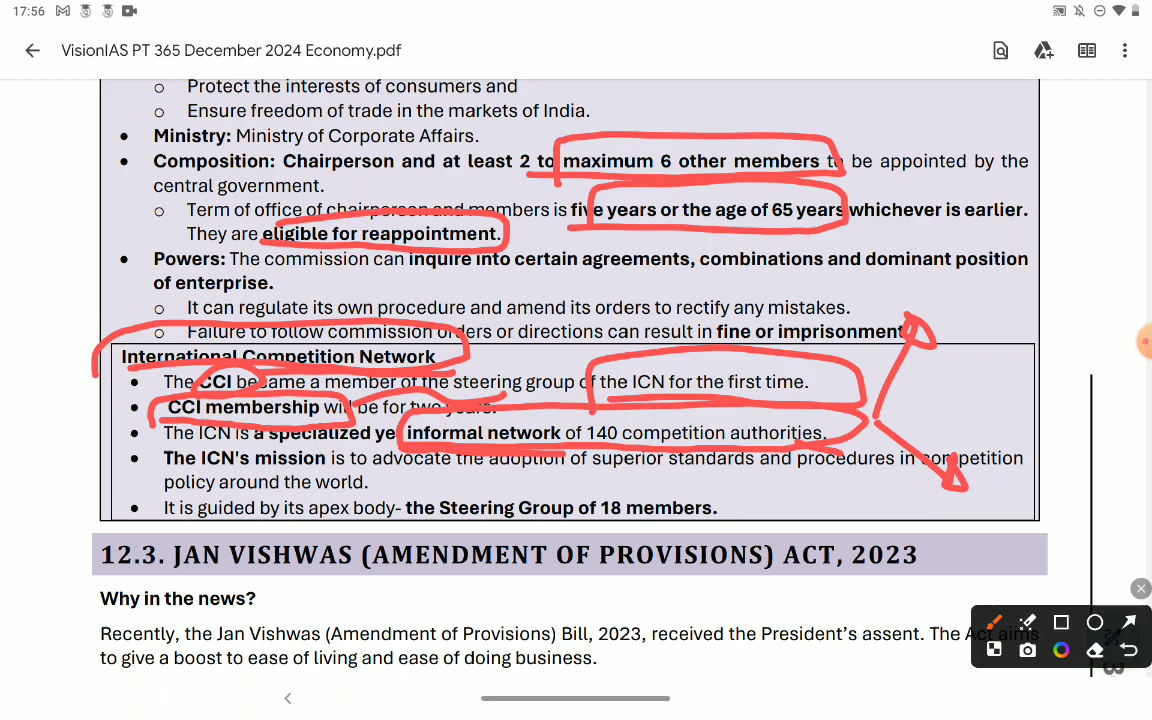 17:56
VisionIAS PT 365 December 2024 Economy.pdf
o Protect the interests of consumers and
o Ensure freedom of trade in the markets of India.
• Ministry: Ministry of Corporate Affairs.
• Composition: Chairperson and at least 2 to maximum 6 other members to be appointed by the
central government.
o Term of office of chairperson and members is five years or the age of 65 years whichever is earlier.
They are eligible for reappointment.
• Powers: The commission can inquire into certain agreements, combinations and dominant position
of enterprise.
o It can regulate its own procedure and amend its orders to rectify any mistakes.
o Failure to follow commission orders or directions can result in fine or imprisonment
International Competition Network
• The CCI became a member of the steering group of the ICN for the first time.
• CCI membership will be for two years.
• The ICN is a specialized yet informal network of 140 competition authorities.
• The ICN's mission is to advocate the adoption of superior standards and procedures in competition
policy around the world.
• It is guided by its apex body- the Steering Group of 18 members.
12.3. JAN VISHWAS (AMENDMENT OF PROVISIONS) ACT, 2023
Why in the news?
Recently, the Jan Vishwas (Amendment of Provisions) Bill, 2023, received the President's assent. The Act aims
to give a boost to ease of living and ease of doing business.